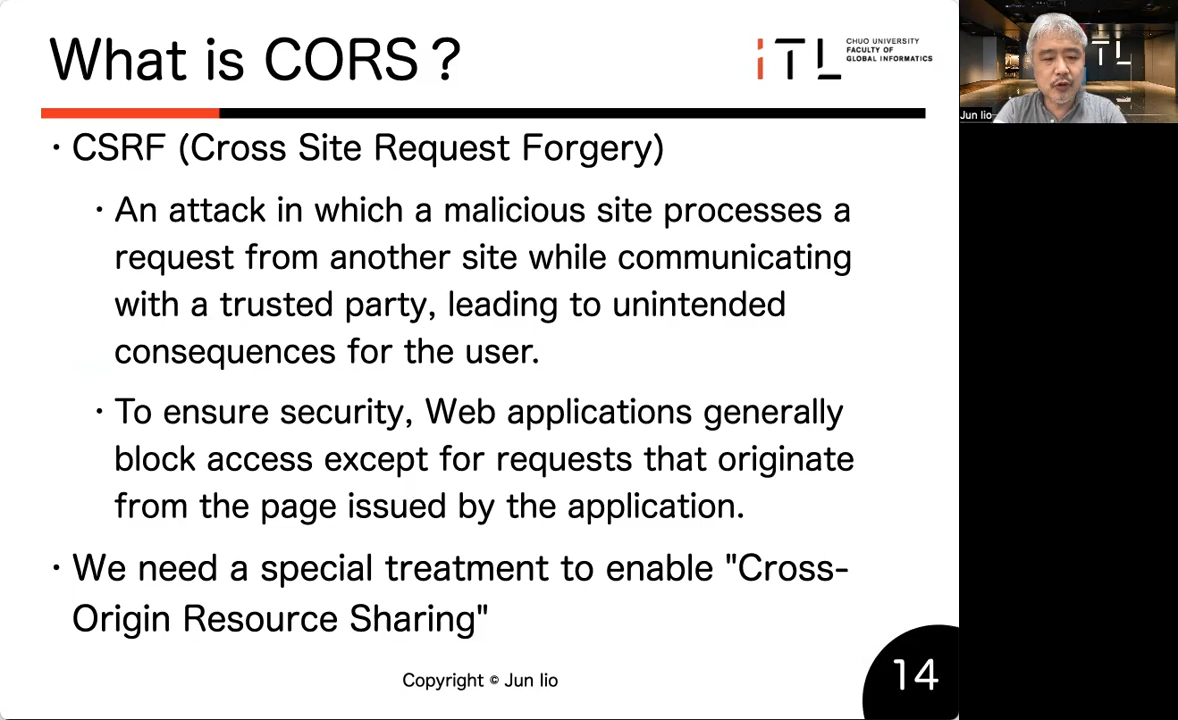 What is CORS？
iTL
CHUO UNIVERSITY
FACULTY OF
GLOBAL INFORMATICS
・CSRF (Cross Site Request Forgery)
・An attack in which a malicious site processes a
request from another site while communicating
with a trusted party, leading to unintended
consequences for the user.
・To ensure security, Web applications generally
block access except for requests that originate
from the page issued by the application.
・We need a special treatment to enable "Cross-
Origin Resource Sharing"
Copyright © Jun Iio
14
TL
Jun Iio